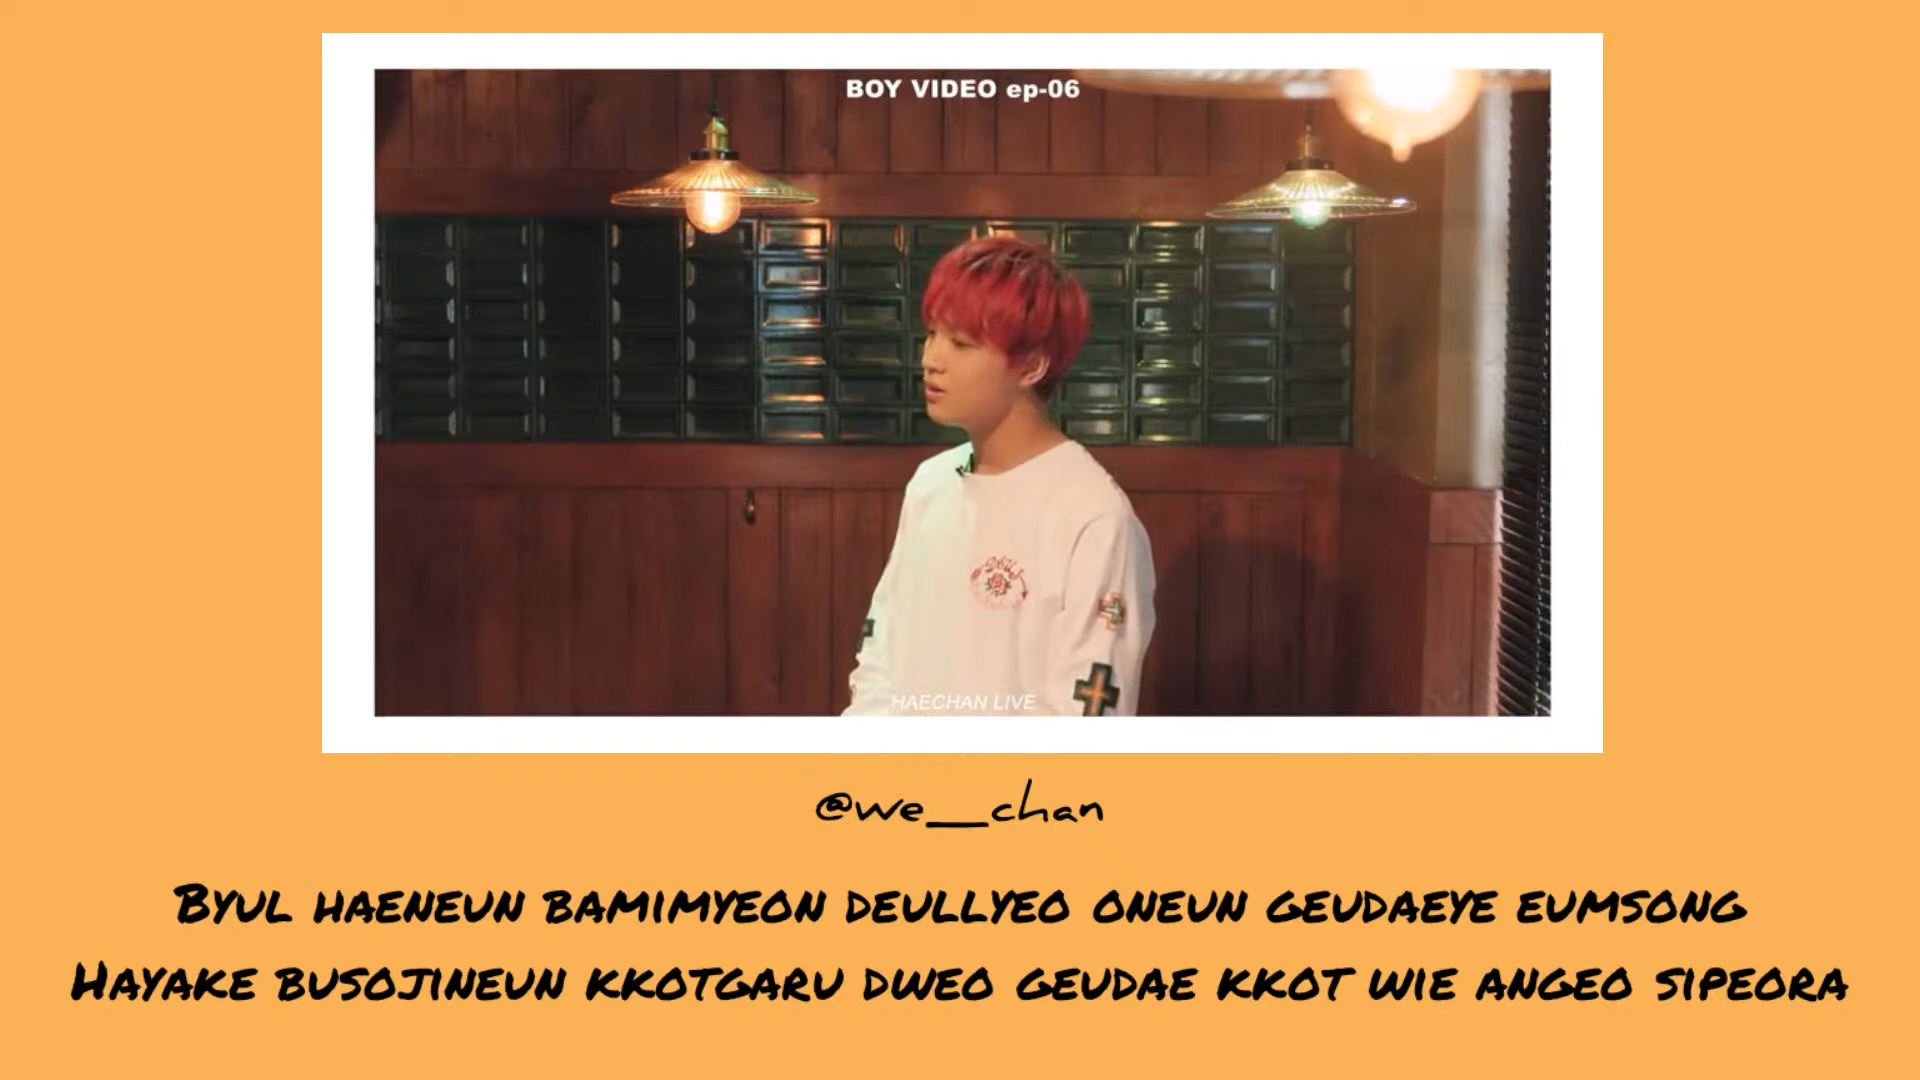 BOY VIDEO ep-06
HAECHAN LIVE
@we__chan
BYUL HAENEUN BAMIMYEON DEULLYEO ONEUN GEUDAEYE EUMSONG
HAYAKE BUSOJINEUN KKOTGARU DWEO GEUDAE KKOT WIE ANGEO SIPEORA